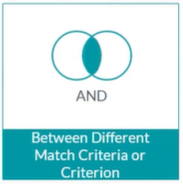 AND
Between Different
Match Criteria or
Criterion